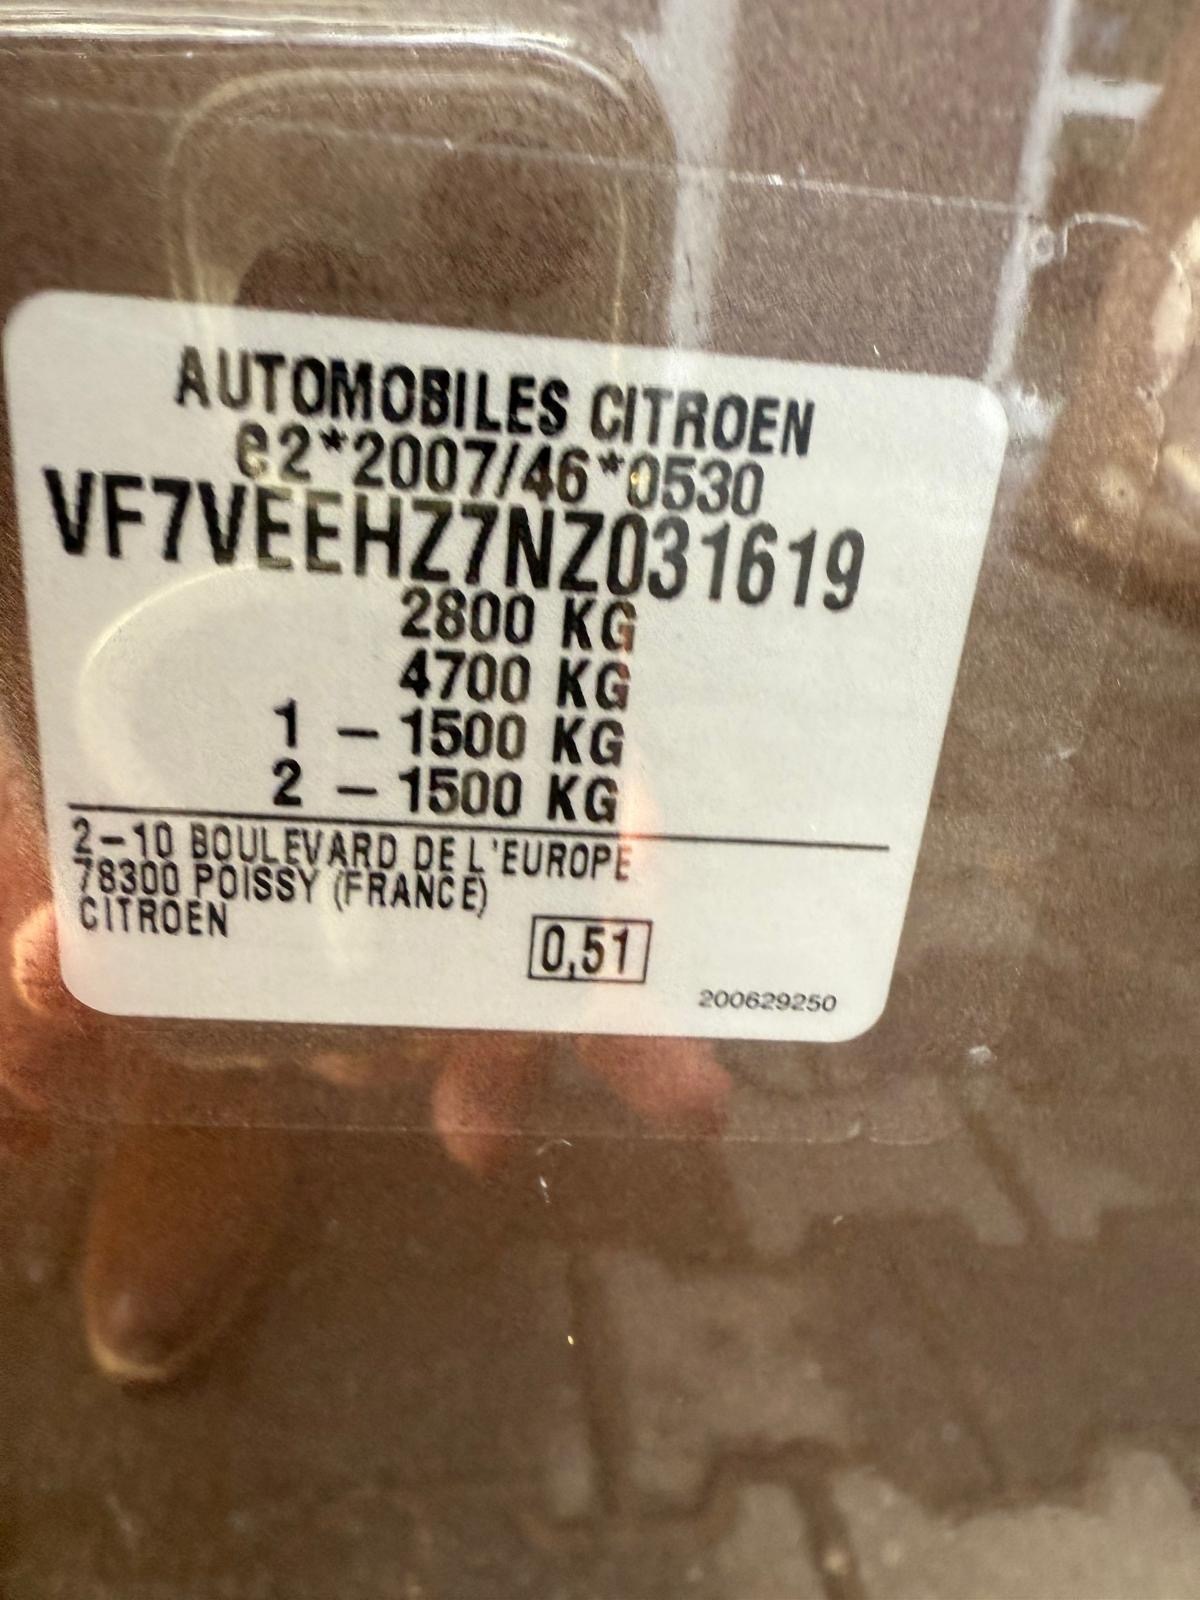 AUTOMOBILES CITROEN
e2*2007/46*0530
VF7VEEHZ7NZ031619
2800 KG
4700 KG
1 – 1500 KG
2 – 1500 KG
2–10 BOULEVARD DE L'EUROPE
78300 POISSY (FRANCE)
CITROEN
0,51
200629250